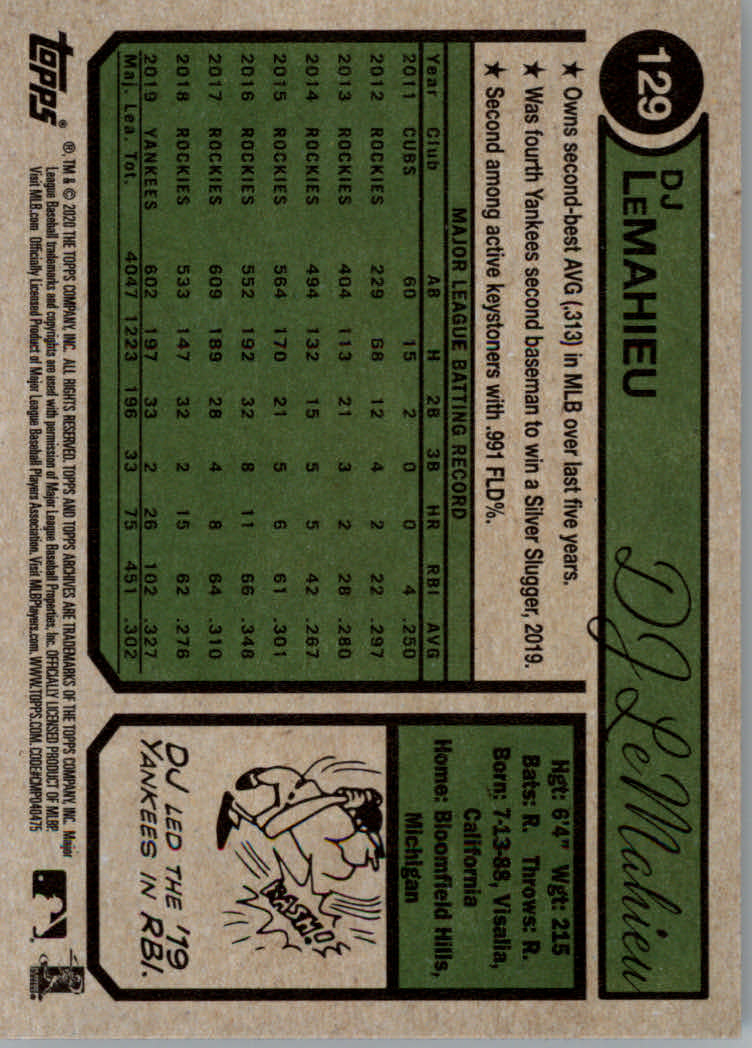 129
DJ
LEMAHIEU
DJ LeMahieu
★ Owns second-best AVG (.313) in MLB over last five years.
★ Was fourth Yankees second baseman to win a Silver Slugger, 2019.
★ Second among active keystoners with .991 FLD%.
MAJOR LEAGUE BATTING RECORD
Year Club AB H 2B 3B HR RBI AVG
2011 CUBS 60 15 2 0 0 4 .250
2012 ROCKIES 229 68 12 4 2 22 .297
2013 ROCKIES 404 113 21 3 2 28 .280
2014 ROCKIES 494 132 15 5 5 42 .267
2015 ROCKIES 564 170 21 5 6 61 .301
2016 ROCKIES 552 192 32 8 11 66 .348
2017 ROCKIES 609 189 28 4 8 64 .310
2018 ROCKIES 533 147 32 2 15 62 .276
2019 YANKEES 602 197 33 2 26 102 .327
Maj. Lea. Tot. 4047 1223 196 33 75 451 .302
Hgt: 6'4" Wgt: 215
Bats: R. Throws: R.
Born: 7-13-88, Visalia,
California
Home: Bloomfield Hills,
Michigan
BASH!
DJ LED THE '19
YANKEES IN RBI.
topps®
®, TM & © 2020 THE TOPPS COMPANY, INC. ALL RIGHTS RESERVED. TOPPS AND TOPPS ARCHIVES ARE TRADEMARKS OF THE TOPPS COMPANY, INC. Major
League Baseball trademarks and copyrights are used with permission of Major League Baseball Properties, Inc. OFFICIALLY LICENSED PRODUCT OF MLBP.
Visit MLB.com Officially Licensed Product of Major League Baseball Players Association. Visit MLBPlayers.com. WWW.TOPPS.COM. CODE#CMP040475